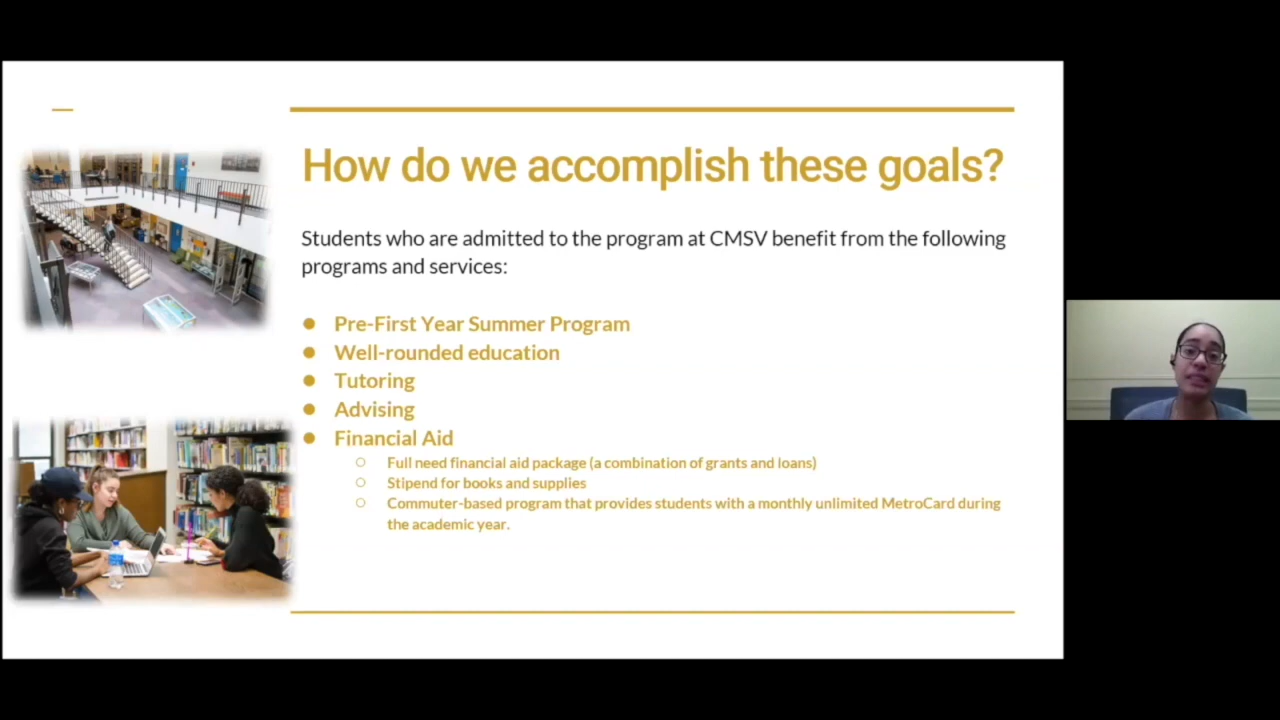 How do we accomplish these goals?
Students who are admitted to the program at CMSV benefit from the following
programs and services:
● Pre-First Year Summer Program
● Well-rounded education
● Tutoring
● Advising
● Financial Aid
○ Full need financial aid package (a combination of grants and loans)
○ Stipend for books and supplies
○ Commuter-based program that provides students with a monthly unlimited MetroCard during
the academic year.